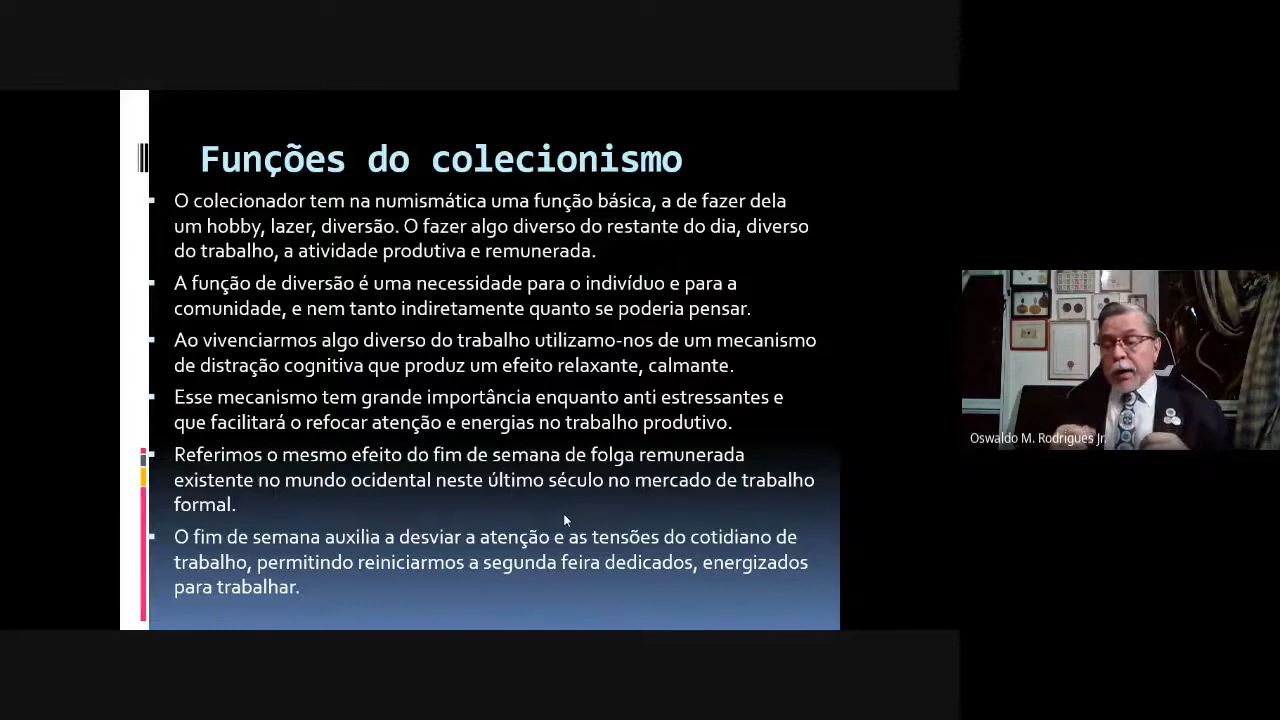 Funções do colecionismo
O colecionador tem na numismática uma função básica, a de fazer dela
um hobby, lazer, diversão. O fazer algo diverso do restante do dia, diverso
do trabalho, a atividade produtiva e remunerada.
A função de diversão é uma necessidade para o indivíduo e para a
comunidade, e nem tanto indiretamente quanto se poderia pensar.
Ao vivenciarmos algo diverso do trabalho utilizamo-nos de um mecanismo
de distração cognitiva que produz um efeito relaxante, calmante.
Esse mecanismo tem grande importância enquanto anti estressantes e
que facilitará o refocar atenção e energias no trabalho produtivo.
Referimos o mesmo efeito do fim de semana de folga remunerada
existente no mundo ocidental neste último século no mercado de trabalho
formal.
O fim de semana auxilia a desviar a atenção e as tensões do cotidiano de
trabalho, permitindo reiniciarmos a segunda feira dedicados, energizados
para trabalhar.
Oswaldo M. Rodrigues Jr.